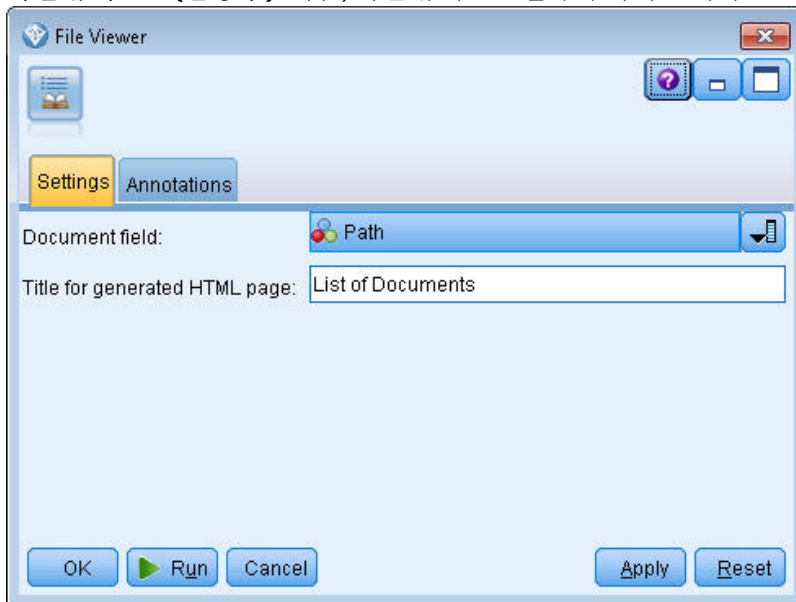 File Viewer
Settings Annotations
Document field: Path
Title for generated HTML page: List of Documents
OK Run Cancel Apply Reset